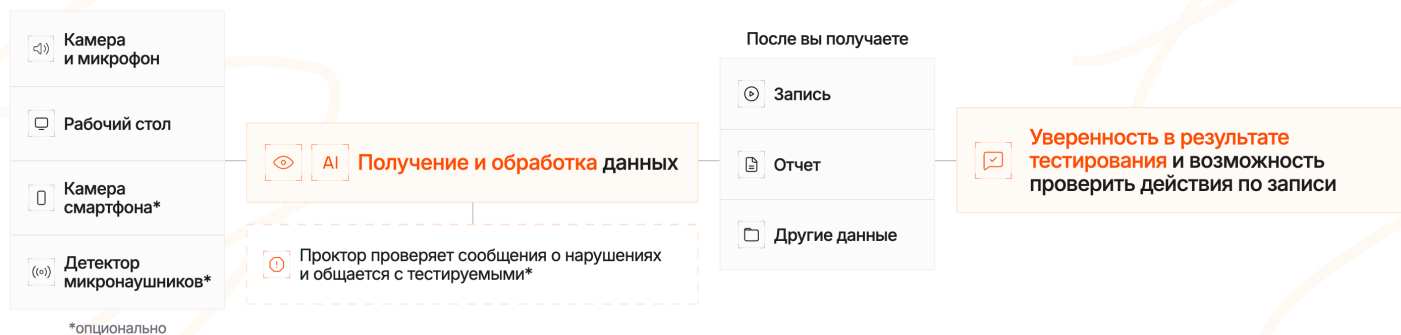 Камера
и микрофон
Рабочий стол
Камера
смартфона*
Детектор
микронаушников*
*опционально
AI Получение и обработка данных
Проктор проверяет сообщения о нарушениях
и общается с тестируемыми*
После вы получаете
Запись
Отчет
Другие данные
Уверенность в результате
тестирования и возможность
проверить действия по записи